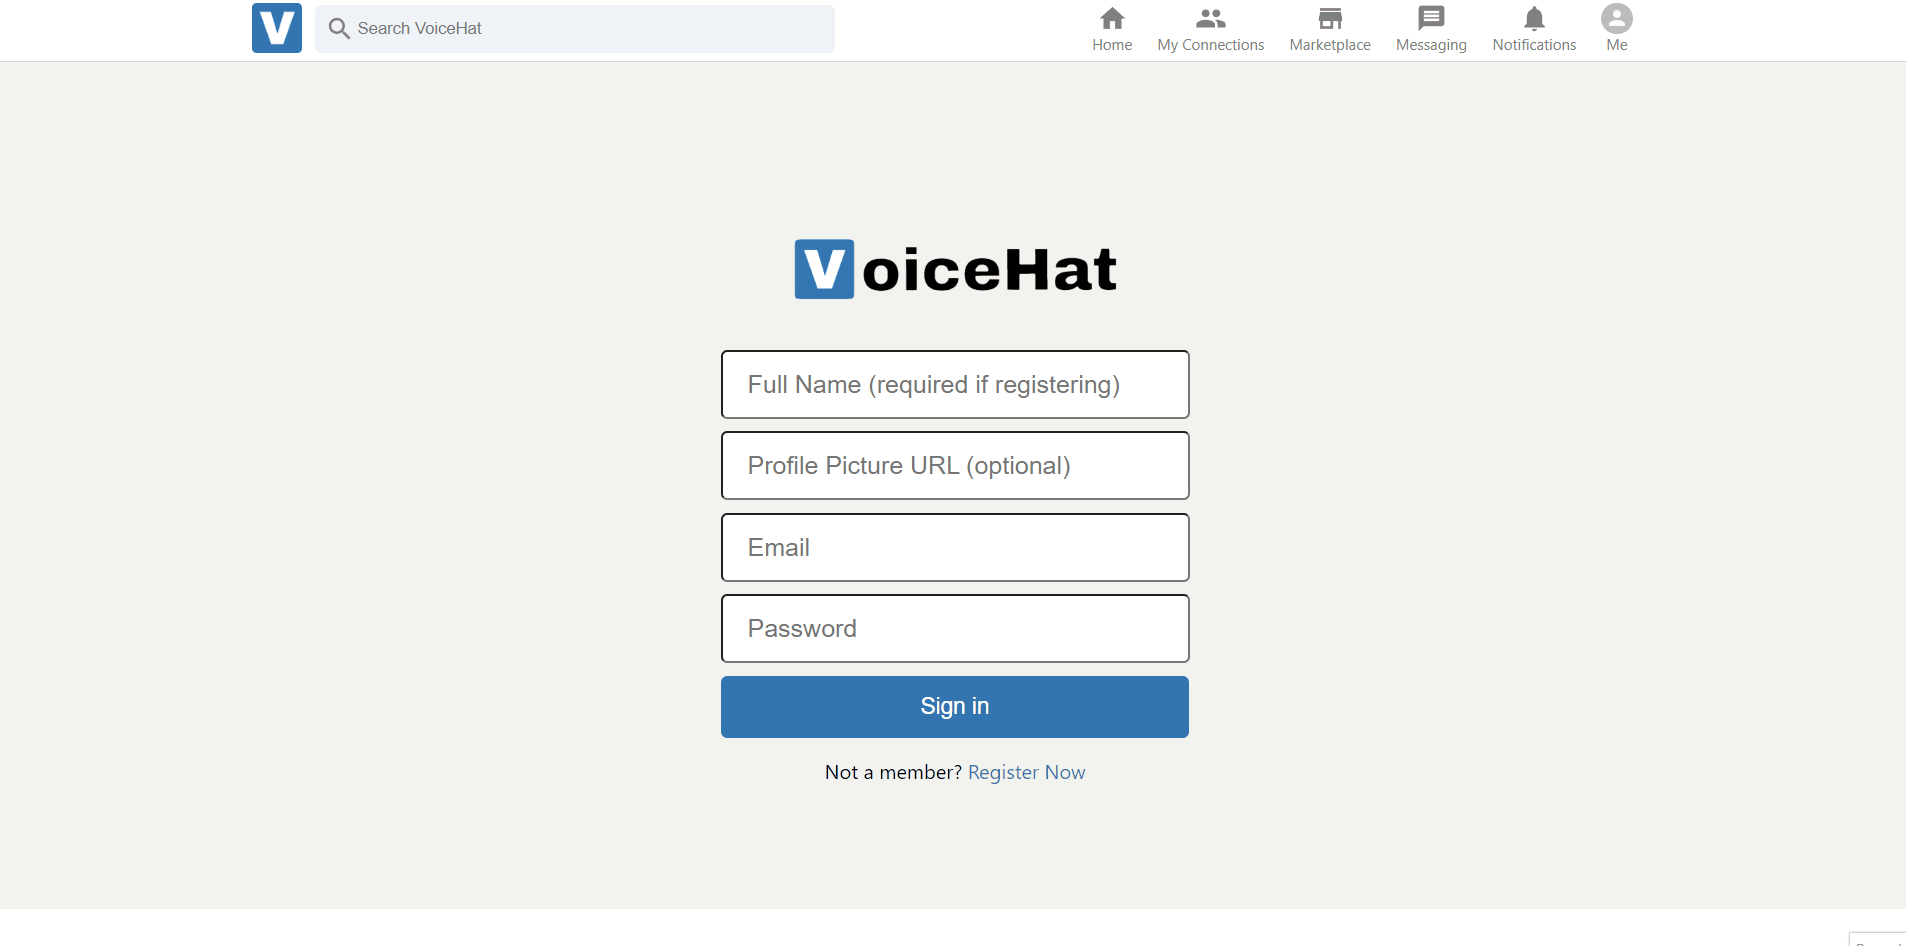 V
Search VoiceHat
Home
My Connections
Marketplace
Messaging
Notifications
Me
VoiceHat
Full Name (required if registering)
Profile Picture URL (optional)
Email
Password
Sign in
Not a member? Register Now